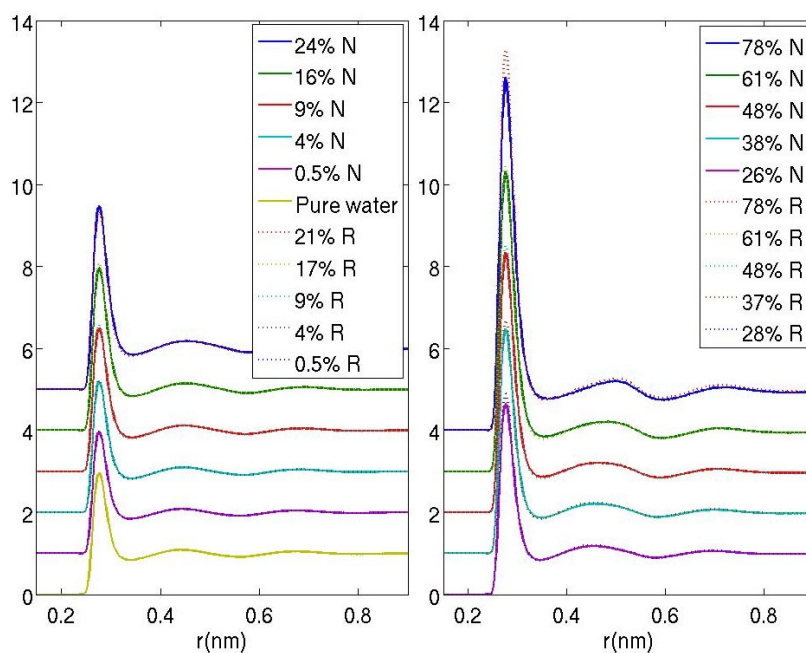 14
12
10
8
6
4
2
0
24% N
16% N
9% N
4% N
0.5% N
Pure water
21% R
17% R
9% R
4% R
0.5% R
0.2
0.4
0.6
0.8
r(nm)
14
12
10
8
6
4
2
0
78% N
61% N
48% N
38% N
26% N
78% R
61% R
48% R
37% R
28% R
0.2
0.4
0.6
0.8
r(nm)